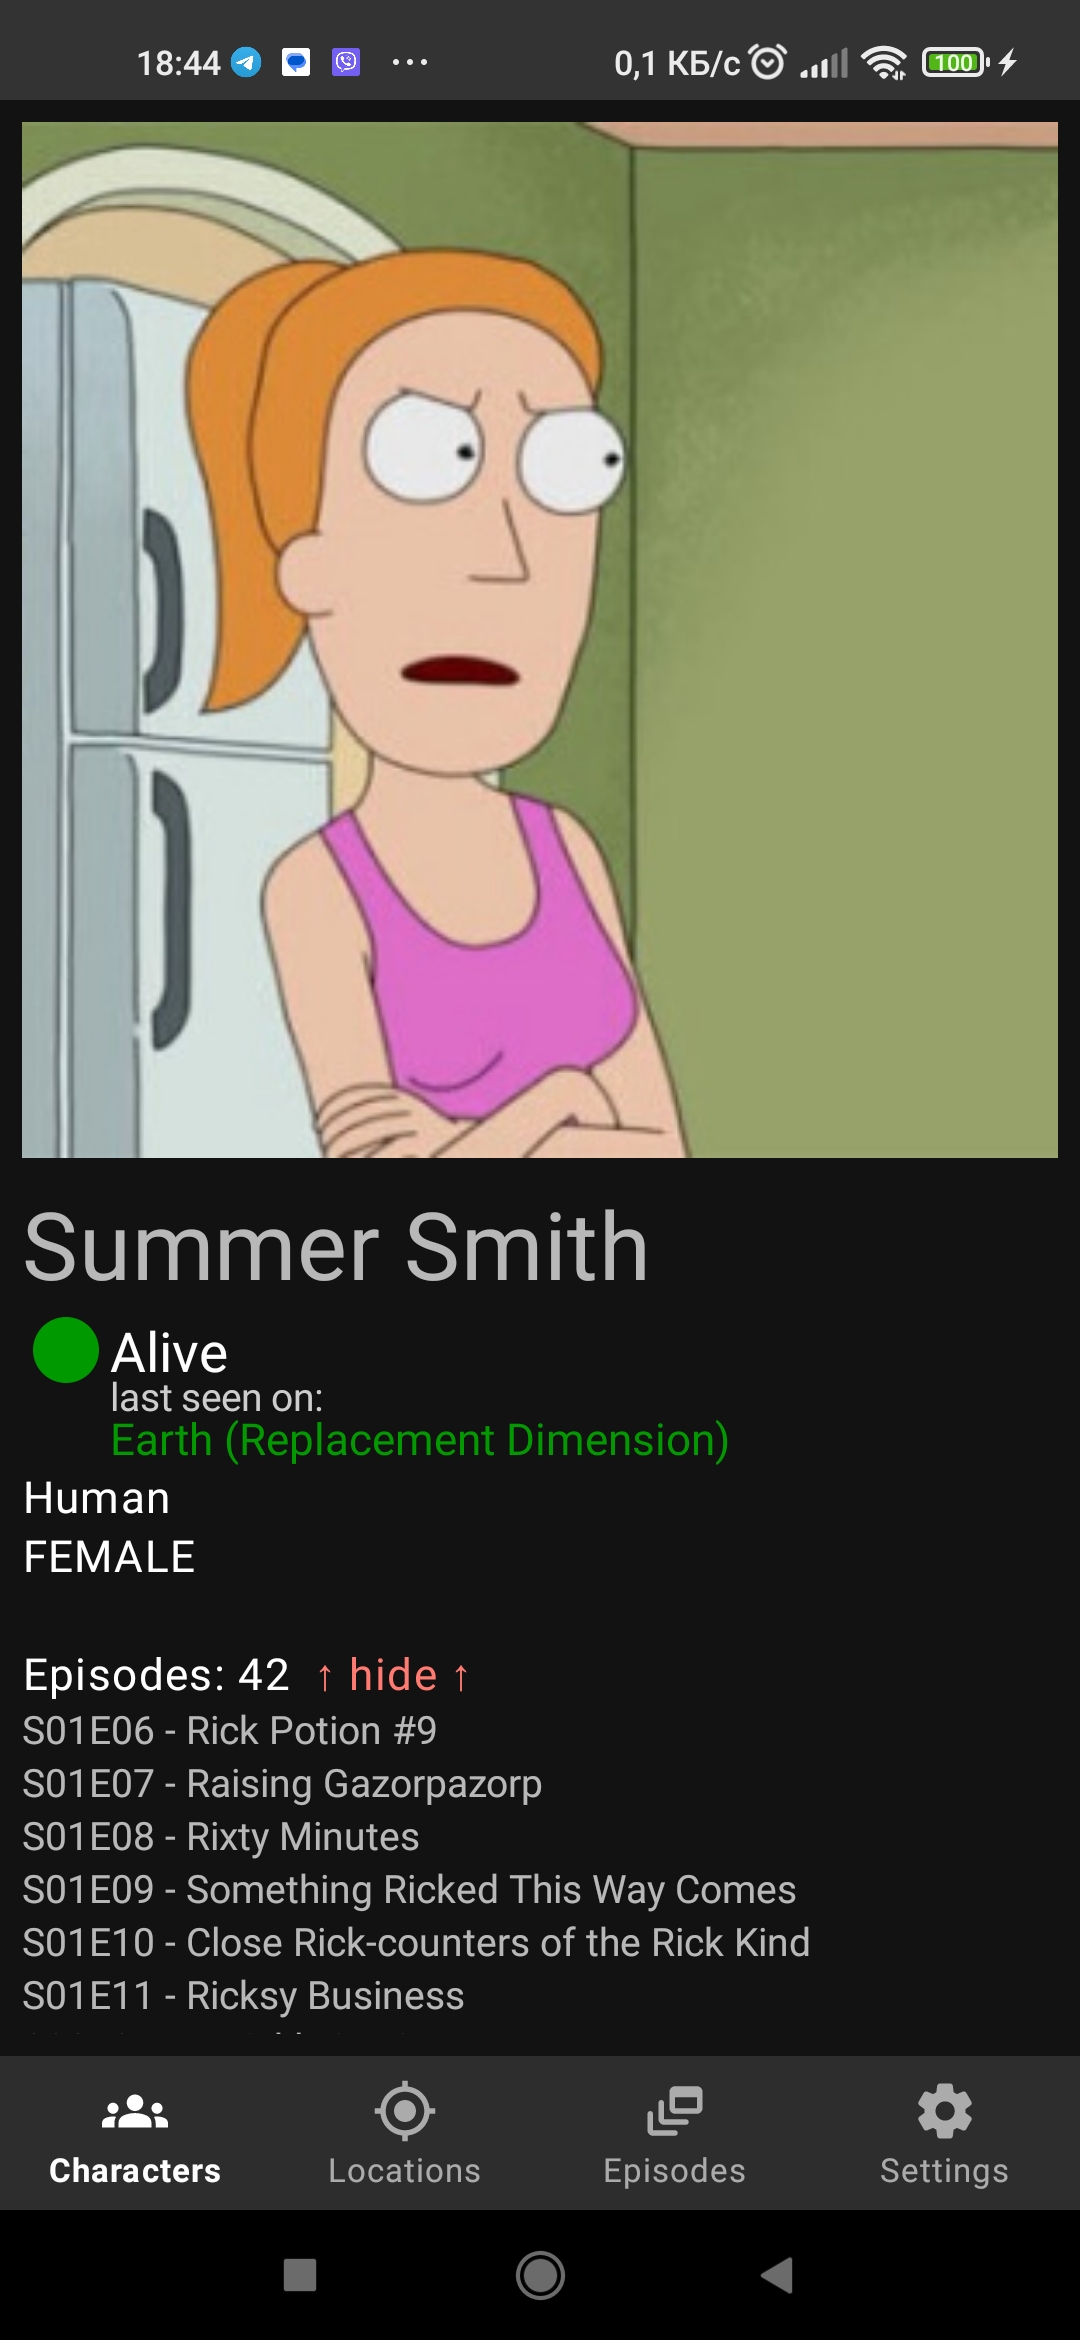 18:44 0,1 КБ/с 100
Summer Smith
Alive
last seen on:
Earth (Replacement Dimension)
Human
FEMALE
Episodes: 42 ↑ hide ↑
S01E06 - Rick Potion #9
S01E07 - Raising Gazorpazorp
S01E08 - Rixty Minutes
S01E09 - Something Ricked This Way Comes
S01E10 - Close Rick-counters of the Rick Kind
S01E11 - Ricksy Business
Characters Locations Episodes Settings